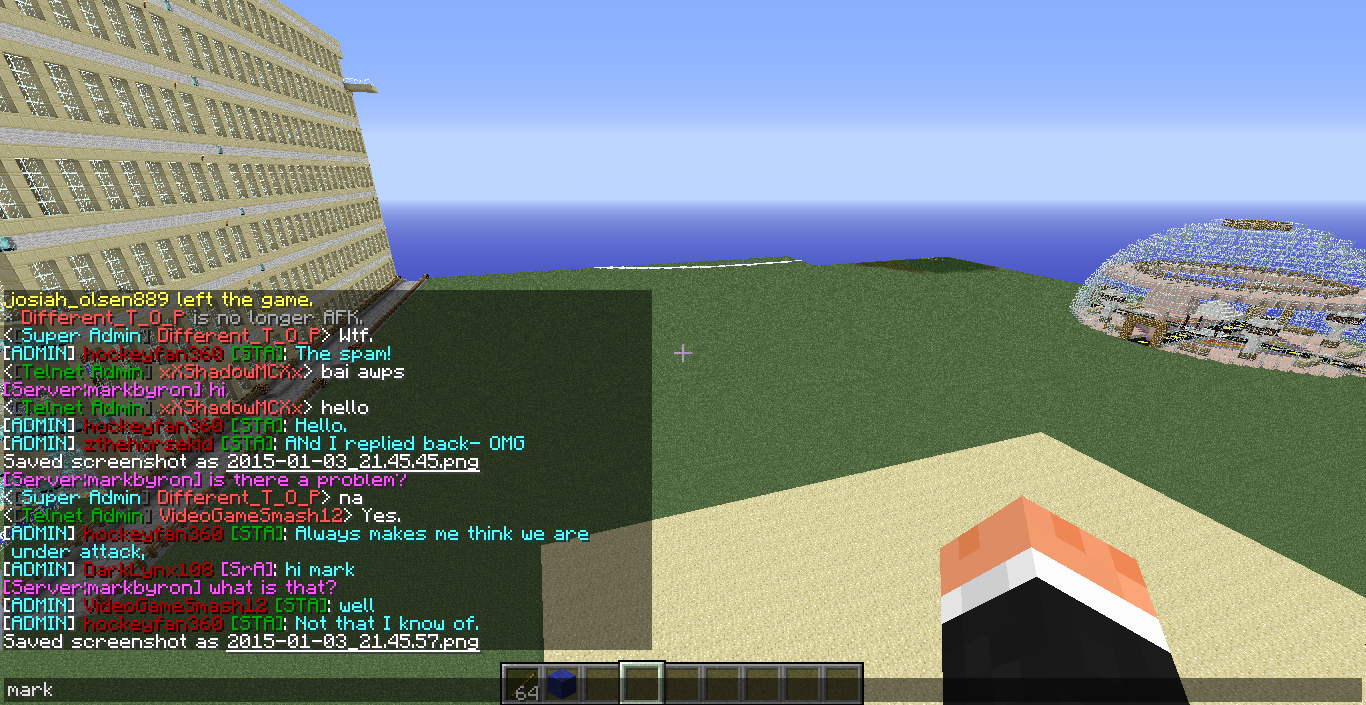 josiah_olsen889 left the game.
* Different_T_O_P is no longer AFK.
<[Super Admin] Different_T_O_P> Wtf.
[ADMIN] hockeyfan360 [STA]: The spam!
<[Telnet Admin] xXShadowMCXx> bai awps
[Server:markbyron] hi
<[Telnet Admin] xXShadowMCXx> hello
[ADMIN] hockeyfan360 [STA]: Hello.
[ADMIN] zthehorsekid [STA]: ANd I replied back- OMG
Saved screenshot as 2015-01-03_21.45.45.png
[Server:markbyron] is there a problem?
<[Super Admin] Different_T_O_P> na
<[Telnet Admin] VideoGameSmash12> Yes.
[ADMIN] hockeyfan360 [STA]: Always makes me think we are
under attack,
[ADMIN] DarkLynx108 [SrA]: hi mark
[Server:markbyron] what is that?
[ADMIN] VideoGameSmash12 [STA]: well
[ADMIN] hockeyfan360 [STA]: Not that I know of.
Saved screenshot as 2015-01-03_21.45.57.png
64
mark